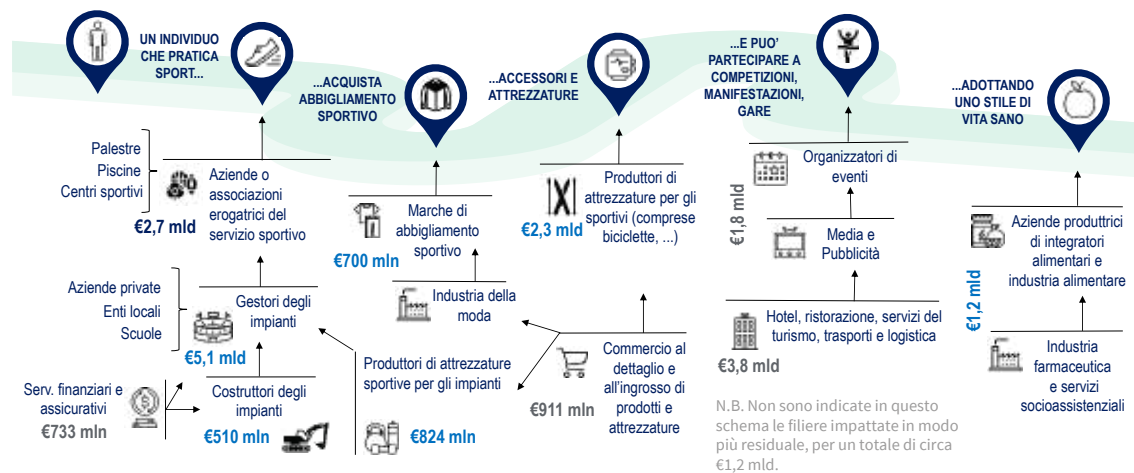 UN INDIVIDUO
CHE PRATICA
SPORT...
...ACQUISTA
ABBIGLIAMENTO
SPORTIVO
...ACCESSORI E
ATTREZZATURE
...E PUO'
PARTECIPARE A
COMPETIZIONI,
MANIFESTAZIONI,
GARE
...ADOTTANDO
UNO STILE DI
VITA SANO
Palestre
Piscine
Centri sportivi
€2,7 mld
Aziende o
associazioni
erogatrici del
servizio sportivo
Aziende private
Enti locali
Scuole
Gestori degli
impianti
€5,1 mld
Serv. finanziari e
assicurativi
€733 mln
Costruttori degli
impianti
€510 mln
Marche di
abbigliamento
sportivo
€700 mln
Industria della
moda
Produttori di attrezzature
sportive per gli impianti
€824 mln
Produttori di
attrezzature per gli
sportivi (comprese
biciclette, ...)
€2,3 mld
Commercio al
dettaglio e
all'ingrosso di
prodotti e
attrezzature
€911 mln
Organizzatori di
eventi
€1,8 mld
Media e
Pubblicità
Hotel, ristorazione, servizi del
turismo, trasporti e logistica
€3,8 mld
N.B. Non sono indicate in questo
schema le filiere impattate in modo
più residuale, per un totale di circa
€1,2 mld.
Aziende produttrici
di integratori
alimentari e
industria alimentare
€1,2 mld
Industria
farmaceutica
e servizi
socioassistenziali